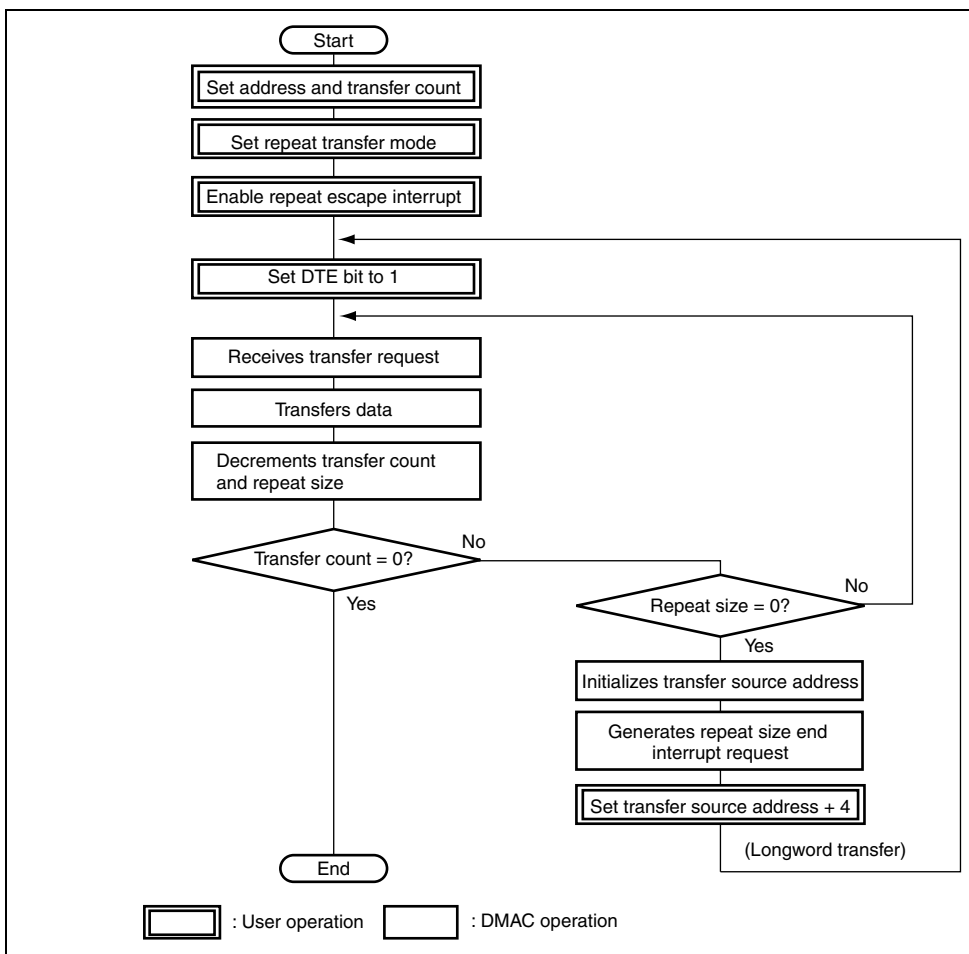 Start
Set address and transfer count
Set repeat transfer mode
Enable repeat escape interrupt
Set DTE bit to 1
Receives transfer request
Transfers data
Decrements transfer count
and repeat size
Transfer count = 0?
No
Yes
Repeat size = 0?
No
Yes
Initializes transfer source address
Generates repeat size end
interrupt request
Set transfer source address + 4
(Longword transfer)
End
: User operation
: DMAC operation